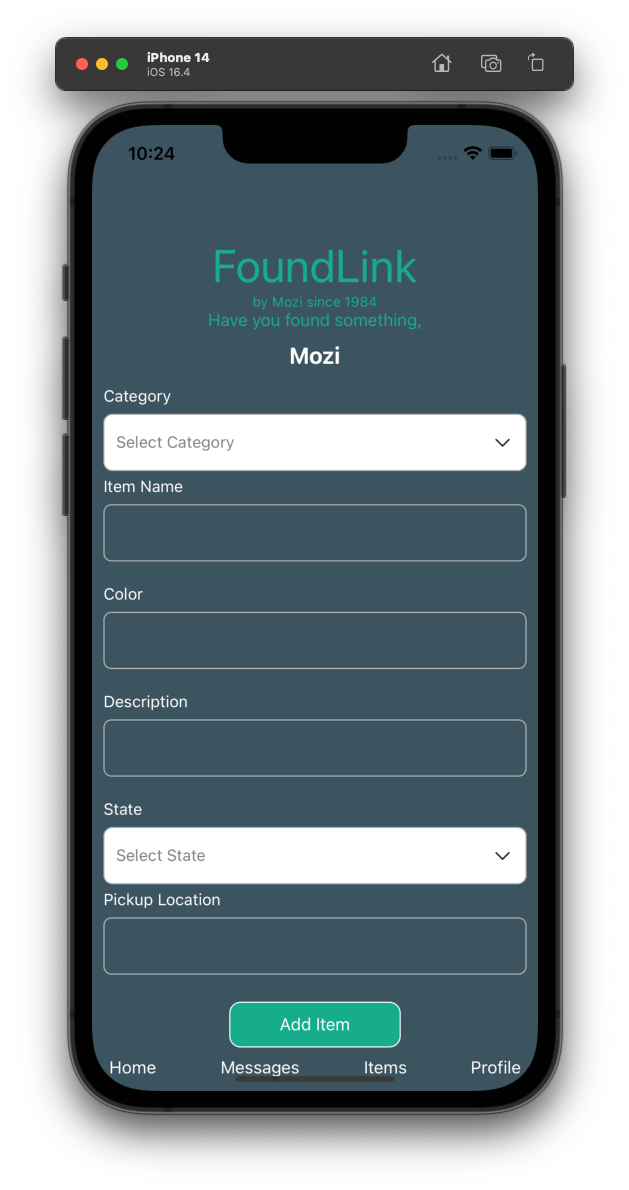 iPhone 14
iOS 16.4
10:24
FoundLink
by Mozi since 1984
Have you found something,
Mozi
Category
Select Category
Item Name
Color
Description
State
Select State
Pickup Location
Add Item
Home Messages Items Profile